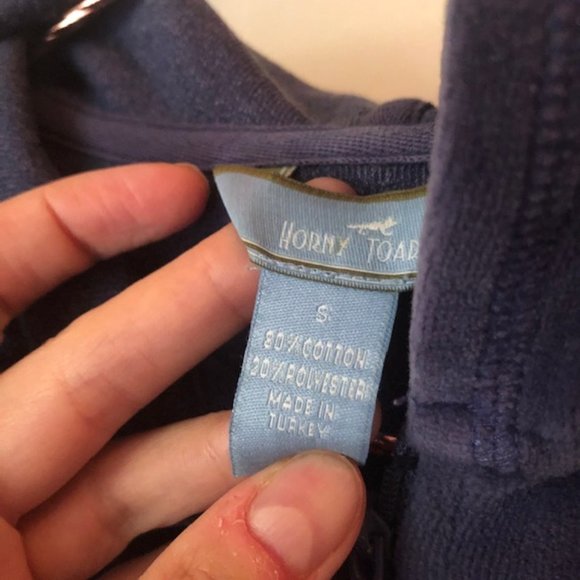 HORNY TOAD
S
80%COTTON
20%POLYESTER
MADE IN
TURKEY